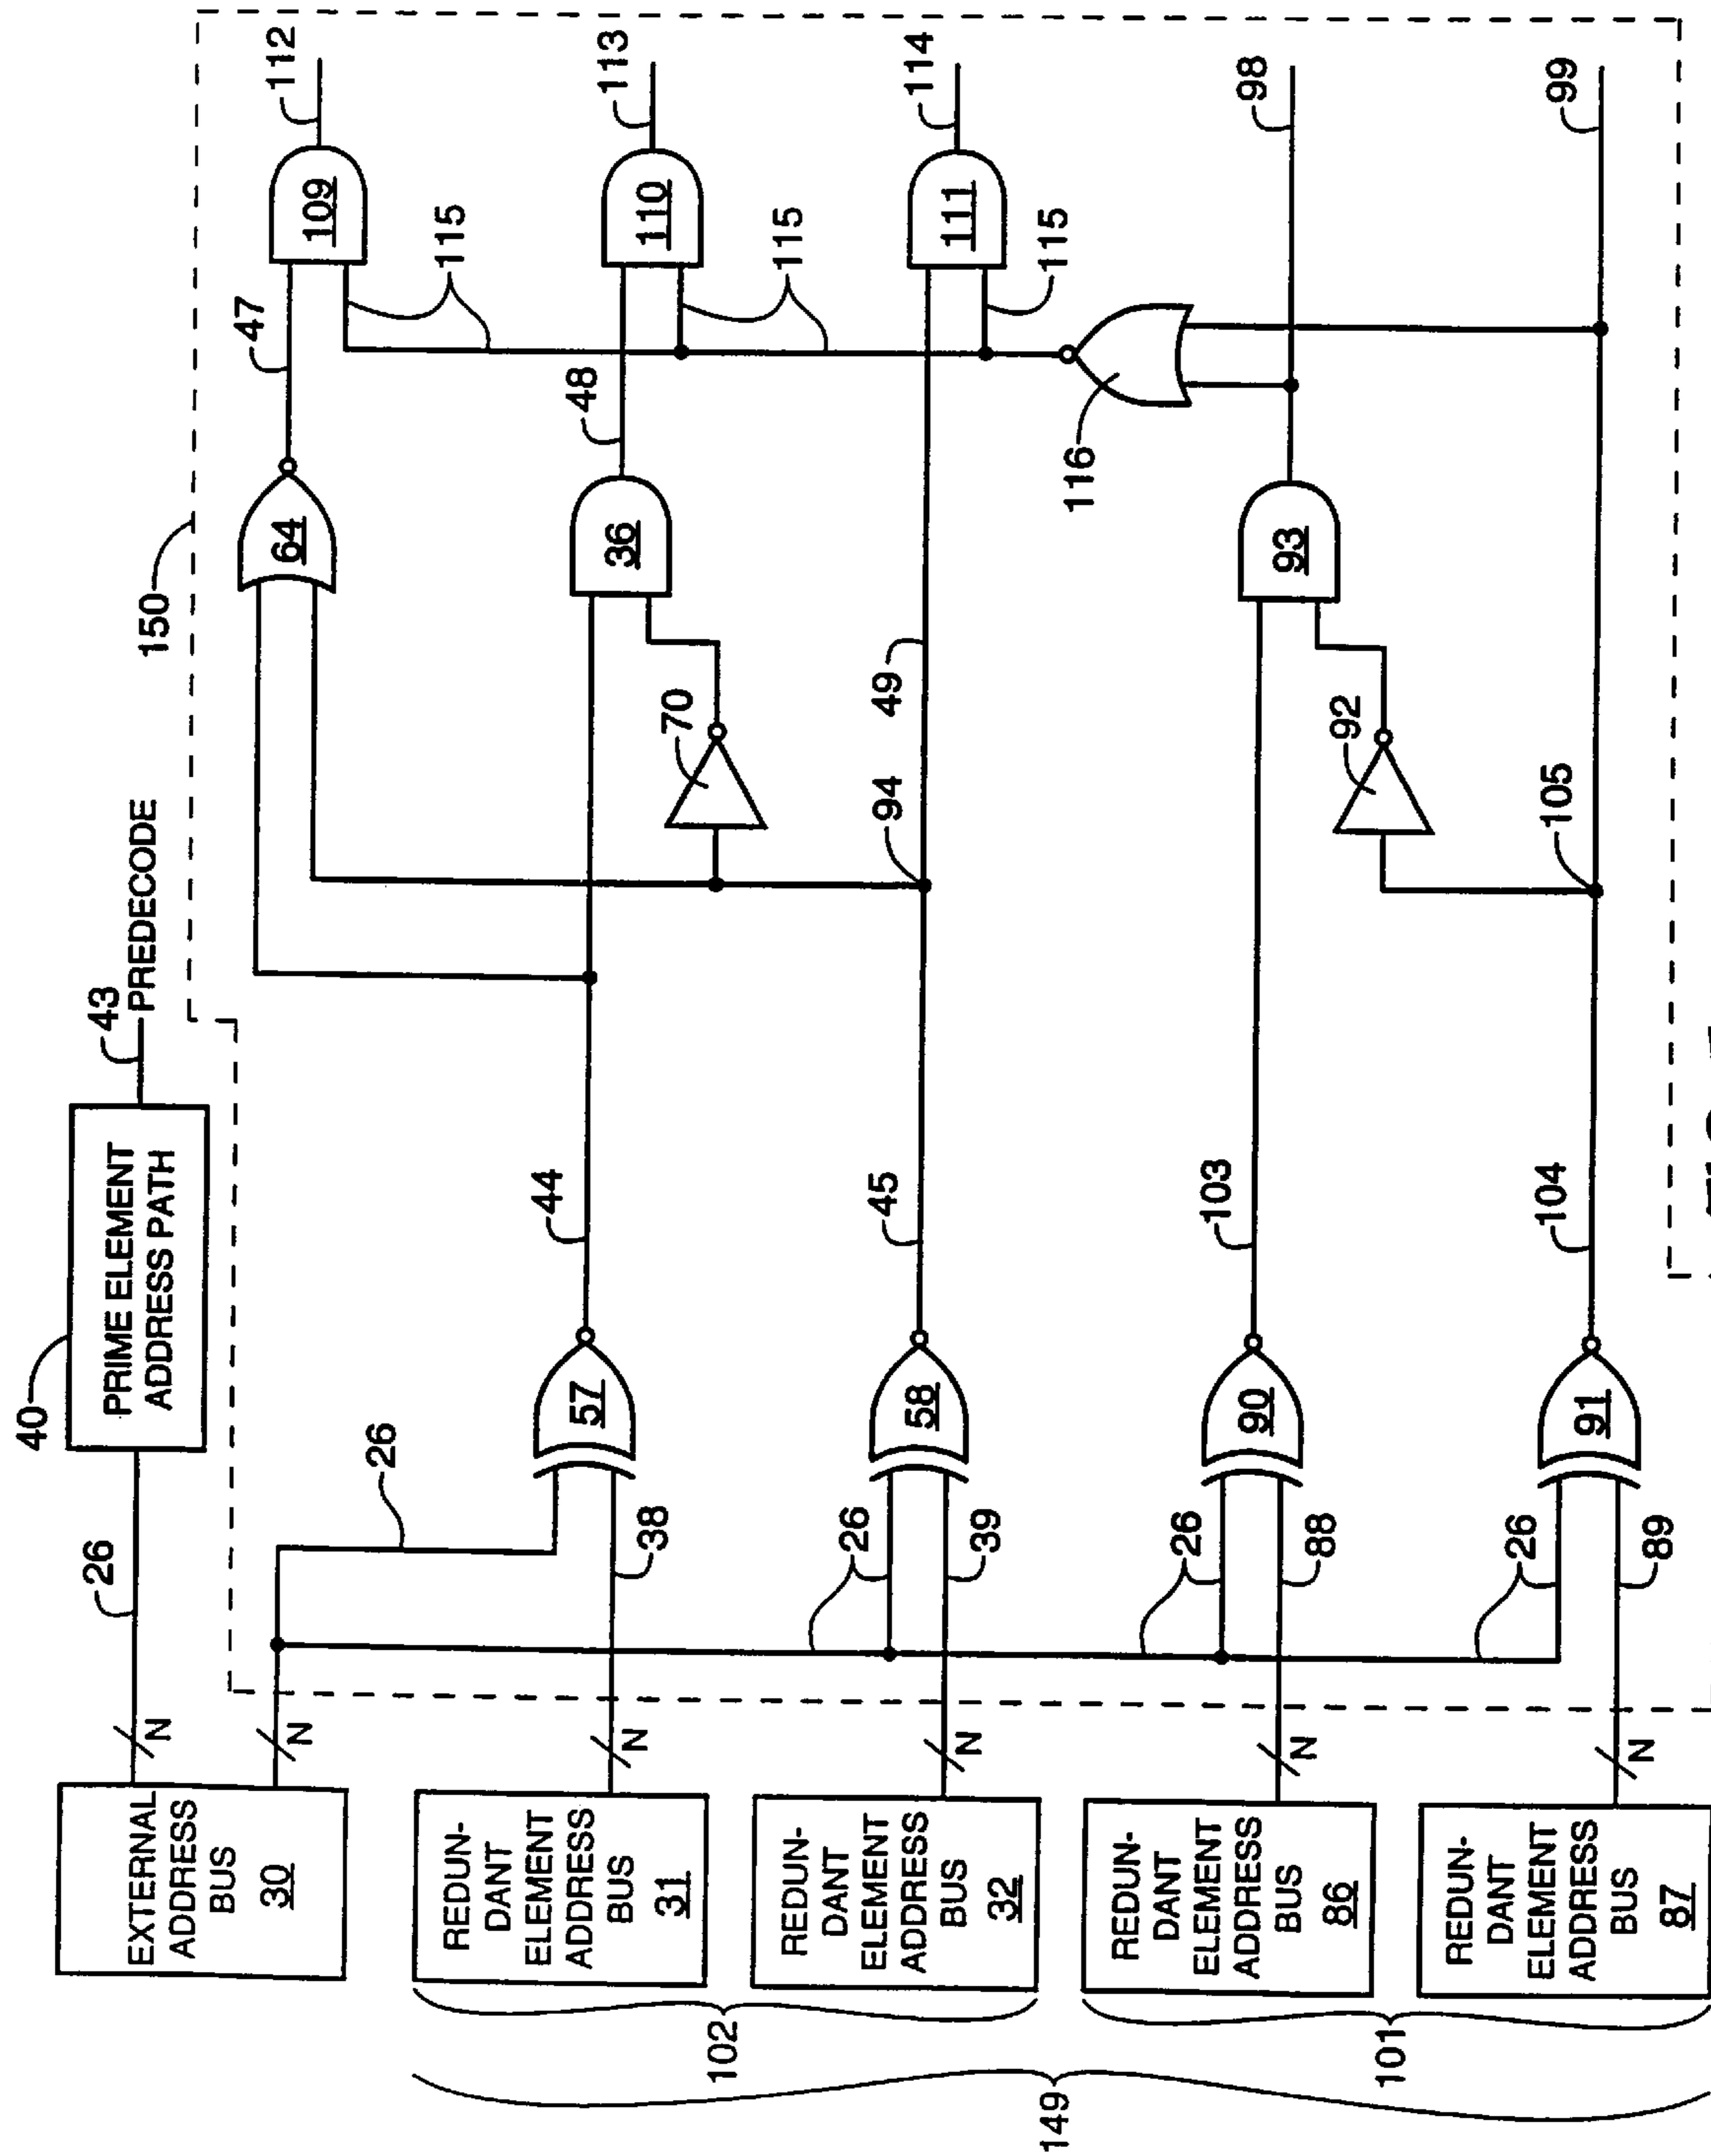 40
PRIME ELEMENT
ADDRESS PATH
26
43
PREDECODE
150
EXTERNAL
ADDRESS
BUS
30
N
N
26
REDUN-
DANT
ELEMENT
ADDRESS
BUS
31
N
38
57
44
64
47
109
112
115
REDUN-
DANT
ELEMENT
ADDRESS
BUS
32
N
26
39
58
45
70
36
48
110
113
115
94
49
111
114
115
102
REDUN-
DANT
ELEMENT
ADDRESS
BUS
86
N
26
88
90
103
92
93
116
98
REDUN-
DANT
ELEMENT
ADDRESS
BUS
87
N
26
89
91
104
105
99
101
149